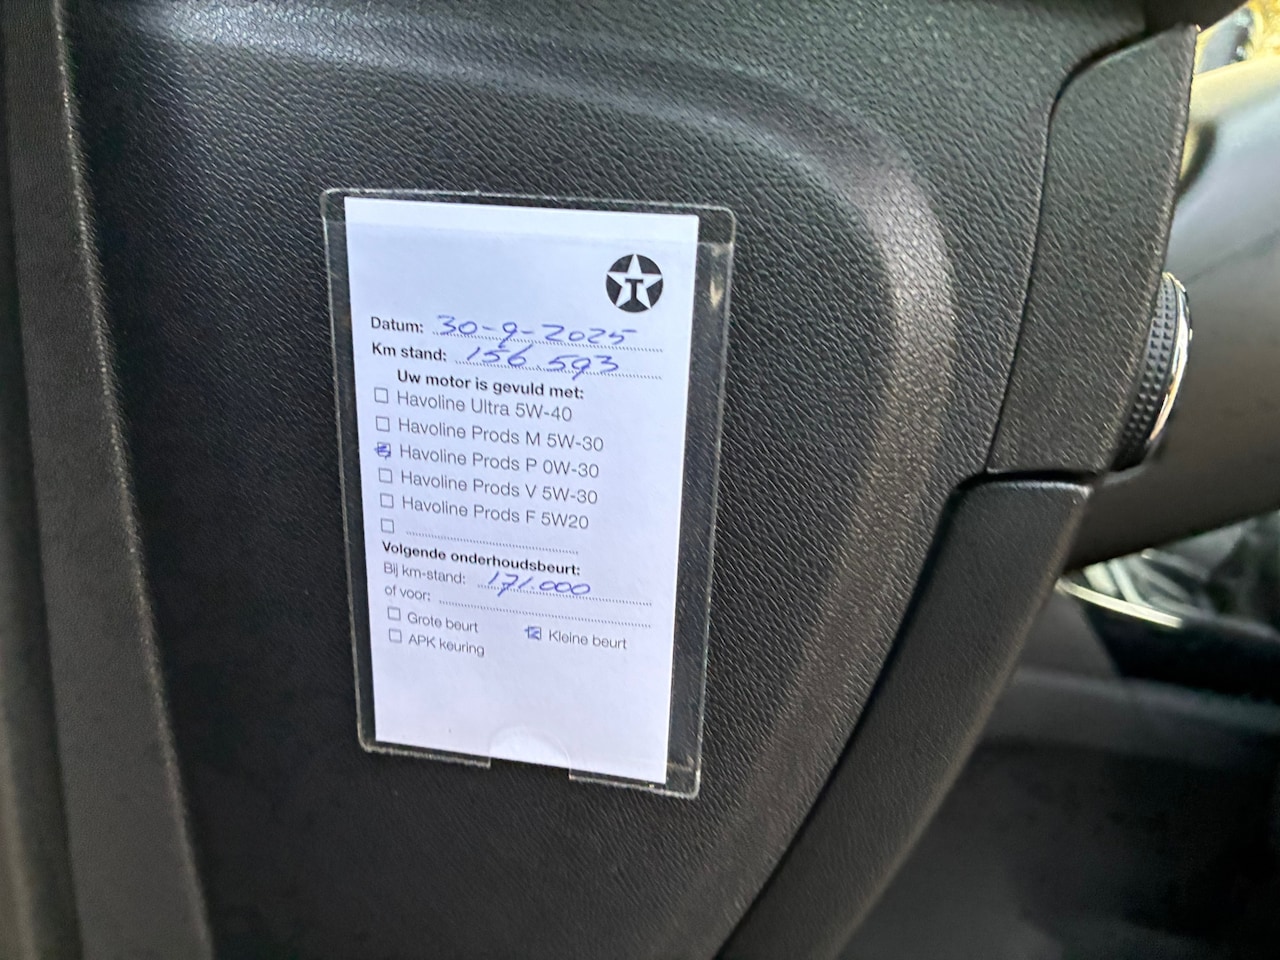 T
Datum: 30-9-2025
Km stand: 156.593
Uw motor is gevuld met:
Havoline Ultra 5W-40
Havoline Prods M 5W-30
Havoline Prods P 0W-30
Havoline Prods V 5W-30
Havoline Prods F 5W20
Volgende onderhoudsbeurt:
Bij km-stand: 171.000
of voor:
Grote beurt Kleine beurt
APK keuring